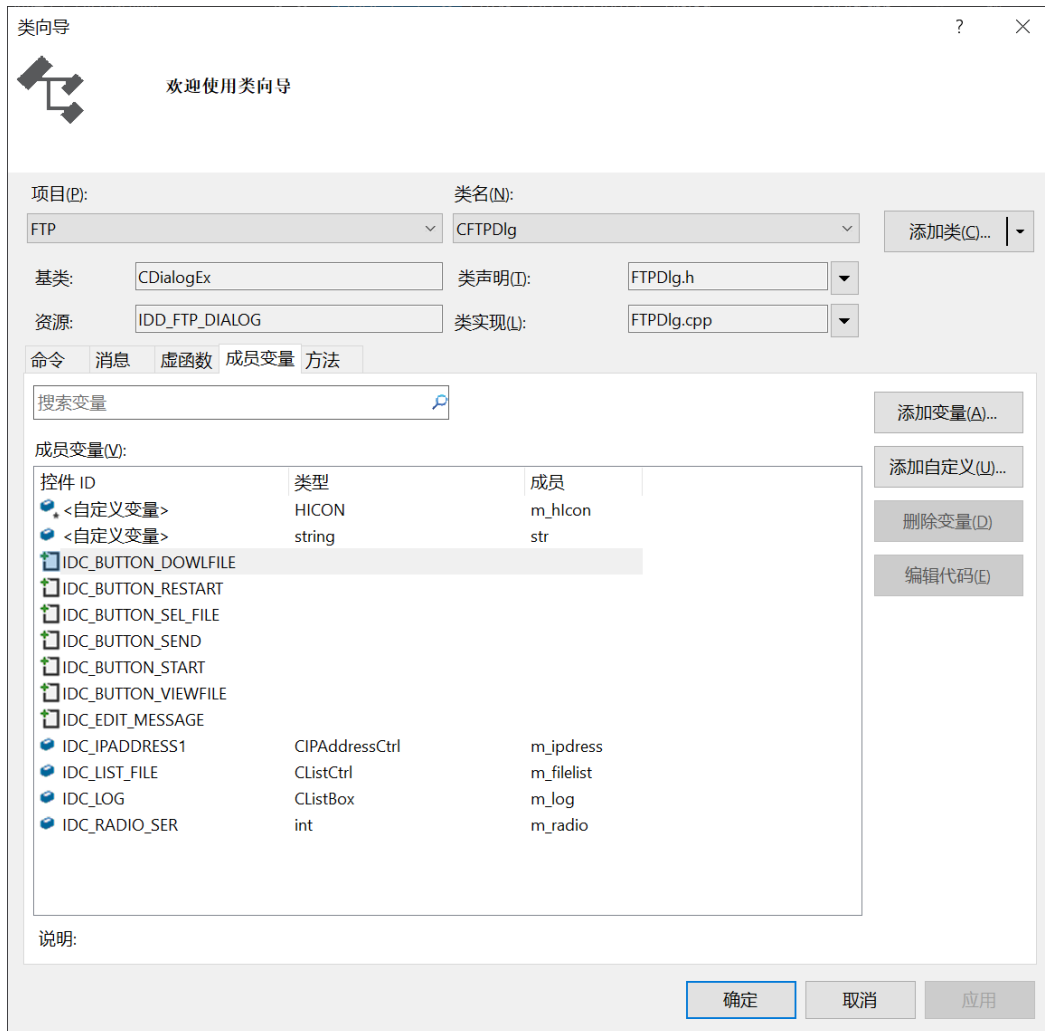 类向导
?
欢迎使用类向导
项目(P):
类名(N):
FTP
CFTPDlg
添加类(C)...
基类:
CDialogEx
类声明(T):
FTPDlg.h
资源:
IDD_FTP_DIALOG
类实现(L):
FTPDlg.cpp
命令 消息 虚函数 成员变量 方法
搜索变量
添加变量(A)...
成员变量(V):
添加自定义(U)...
控件 ID 类型 成员
<自定义变量> HICON m_hIcon
删除变量(D)
<自定义变量> string str
IDC_BUTTON_DOWLFILE
编辑代码(E)
IDC_BUTTON_RESTART
IDC_BUTTON_SEL_FILE
IDC_BUTTON_SEND
IDC_BUTTON_START
IDC_BUTTON_VIEWFILE
IDC_EDIT_MESSAGE
IDC_IPADDRESS1 CIPAddressCtrl m_ipdress
IDC_LIST_FILE CListCtrl m_filelist
IDC_LOG CListBox m_log
IDC_RADIO_SER int m_radio
说明:
确定 取消 应用